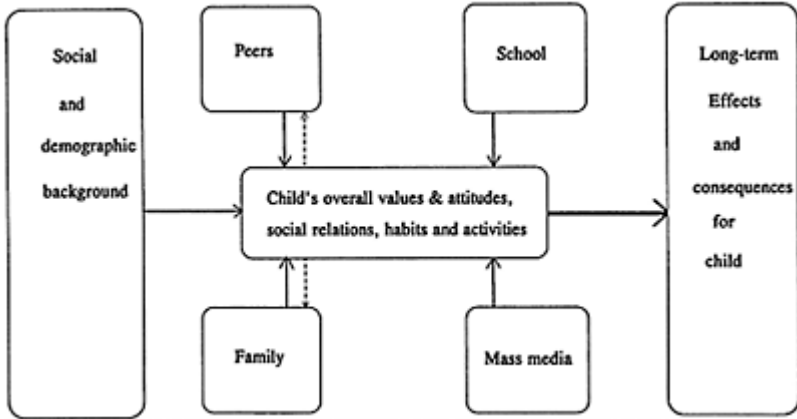 Social
and
demographic
background
Peers
School
Child's overall values & attitudes,
social relations, habits and activities
Family
Mass media
Long-term
Effects
and
consequences
for
child